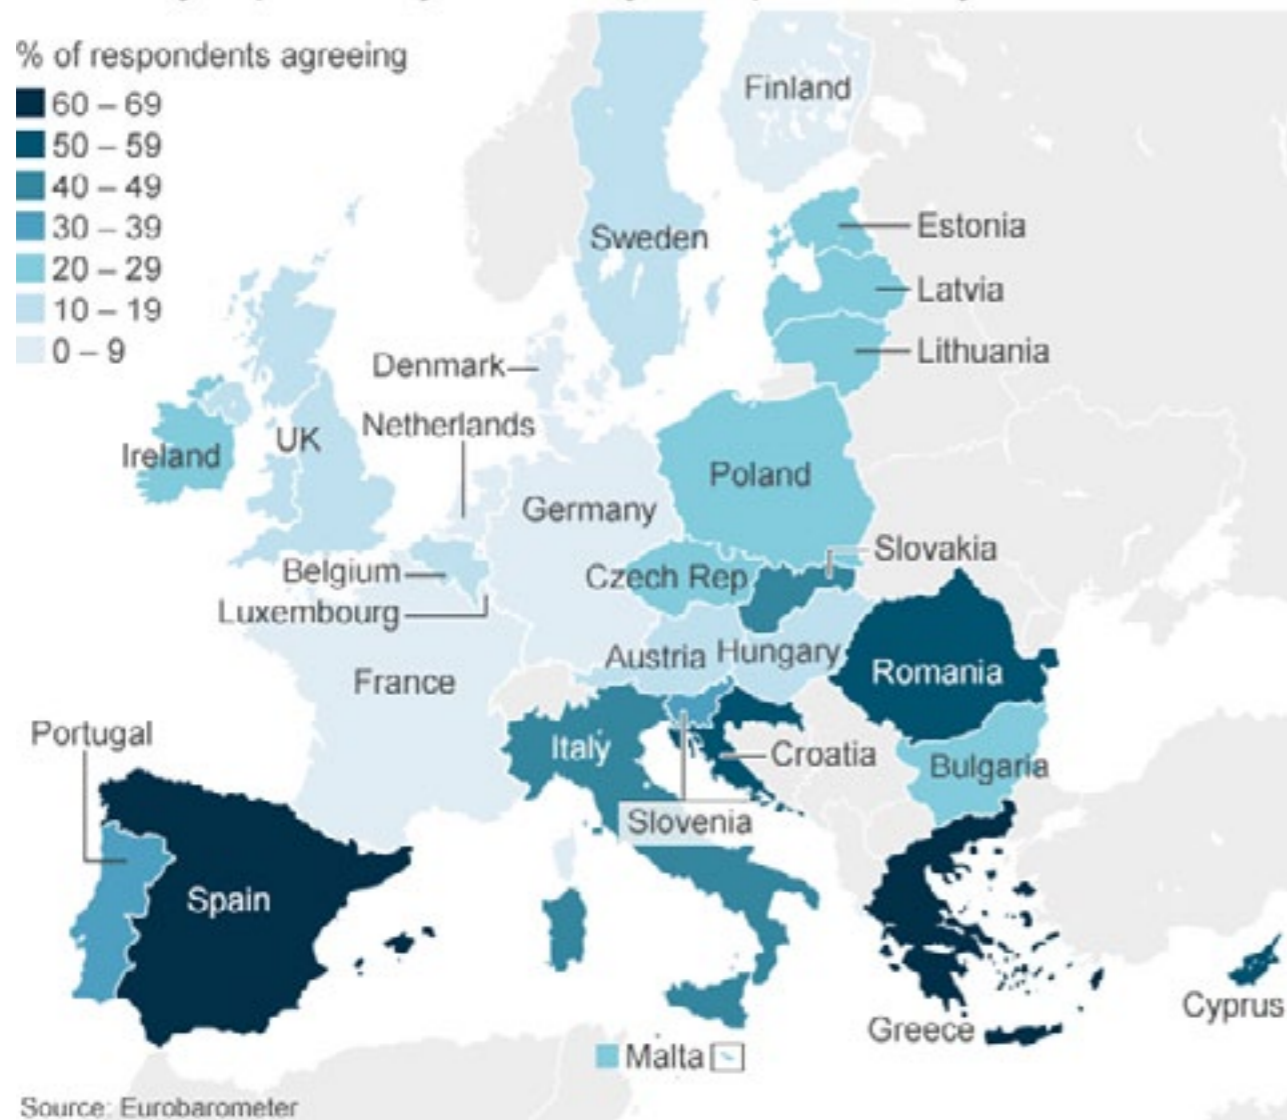 % of respondents agreeing
60 – 69
50 – 59
40 – 49
30 – 39
20 – 29
10 – 19
0 – 9
Finland
Sweden
Estonia
Latvia
Lithuania
Denmark
Netherlands
Ireland
UK
Germany
Poland
Slovakia
Belgium
Czech Rep
Luxembourg
Austria
Hungary
France
Romania
Portugal
Italy
Croatia
Bulgaria
Slovenia
Spain
Cyprus
Greece
Malta
Source: Eurobarometer